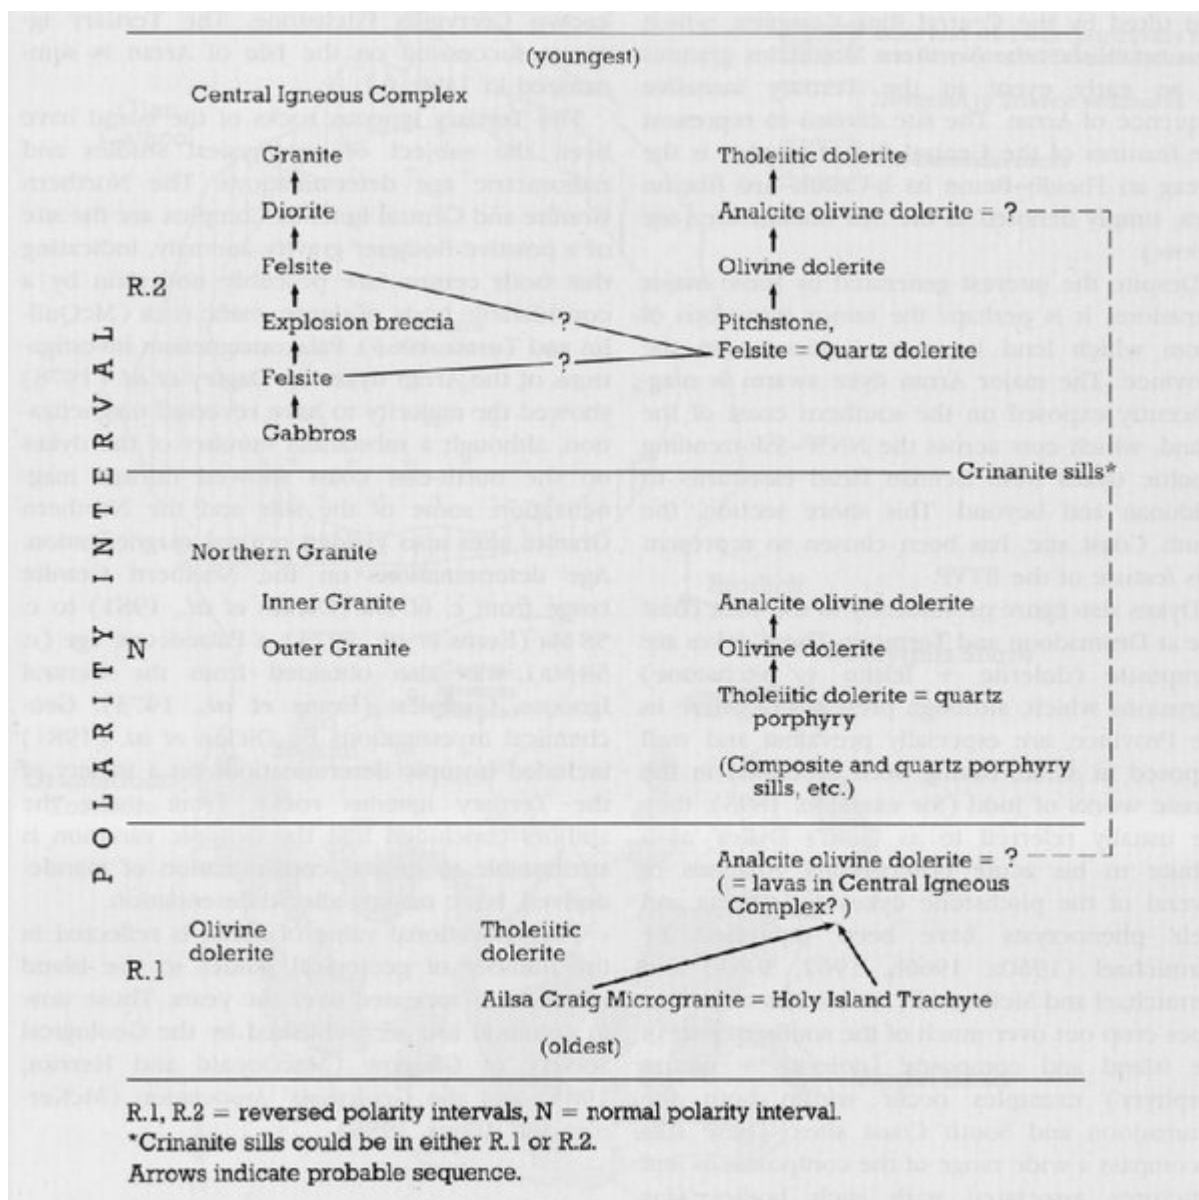 (youngest)
Central Igneous Complex
Granite
Tholeiitic dolerite
Diorite
Analcite olivine dolerite = ?
Felsite
Olivine dolerite
R.2
Explosion breccia
?
Pitchstone,
Felsite = Quartz dolerite
Felsite
?
Gabbros
POLARITY INTERVAL
Crinanite sills*
Northern Granite
Inner Granite
Analcite olivine dolerite
N
Outer Granite
Olivine dolerite
Tholeiitic dolerite = quartz
porphyry
(Composite and quartz porphyry
sills, etc.)
Analcite olivine dolerite = ?
( = lavas in Central Igneous
Complex? )
Olivine
dolerite
Tholeiitic
dolerite
R.1
Ailsa Craig Microgranite = Holy Island Trachyte
(oldest)
R.1, R.2 = reversed polarity intervals, N = normal polarity interval.
*Crinanite sills could be in either R.1 or R.2.
Arrows indicate probable sequence.